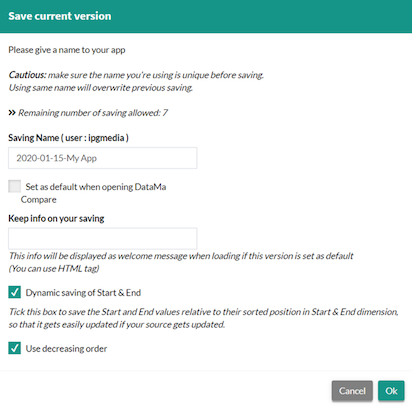 Save current version
Please give a name to your app
Cautious: make sure the name you're using is unique before saving.
Using same name will overwrite previous saving.
» Remaining number of saving allowed: 7
Saving Name ( user : ipgmedia )
2020-01-15-My App
Set as default when opening DataMa
Compare
Keep info on your saving
This info will be displayed as welcome message when loading if this version is set as default
(You can use HTML tag)
Dynamic saving of Start & End
Tick this box to save the Start and End values relative to their sorted position in Start & End dimension,
so that it gets easily updated if your source gets updated.
Use decreasing order
Cancel
Ok